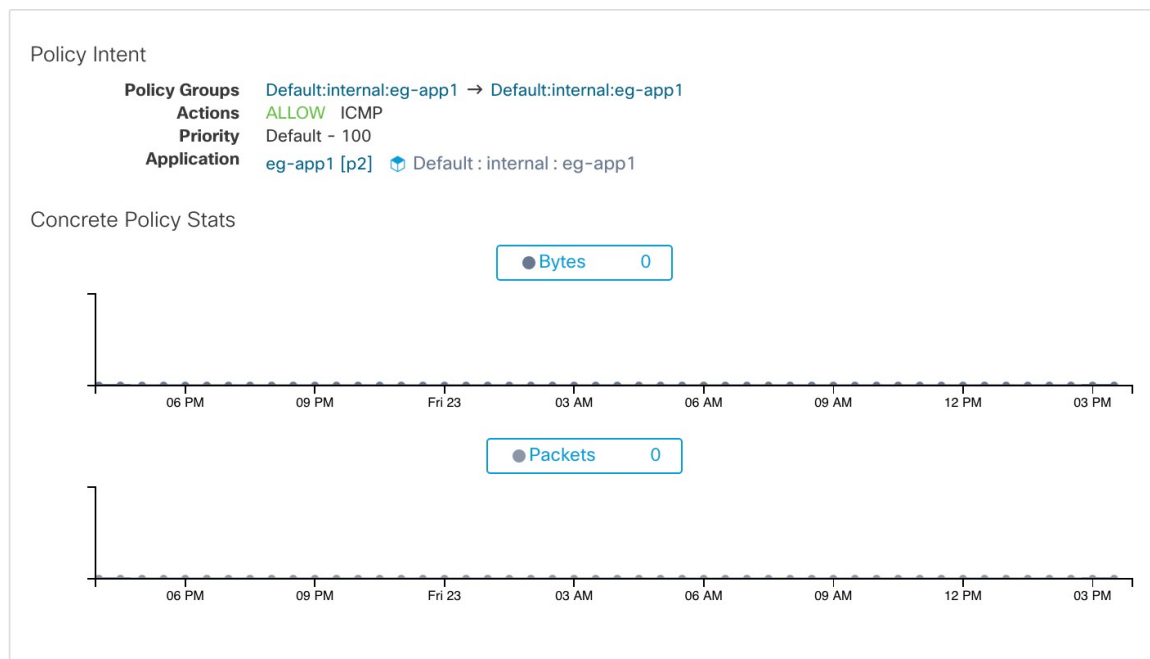 Policy Intent
Policy Groups Default:internal:eg-app1 → Default:internal:eg-app1
Actions ALLOW ICMP
Priority Default - 100
Application eg-app1 [p2] Default : internal : eg-app1
Concrete Policy Stats
Bytes 0
06 PM 09 PM Fri 23 03 AM 06 AM 09 AM 12 PM 03 PM
Packets 0
06 PM 09 PM Fri 23 03 AM 06 AM 09 AM 12 PM 03 PM